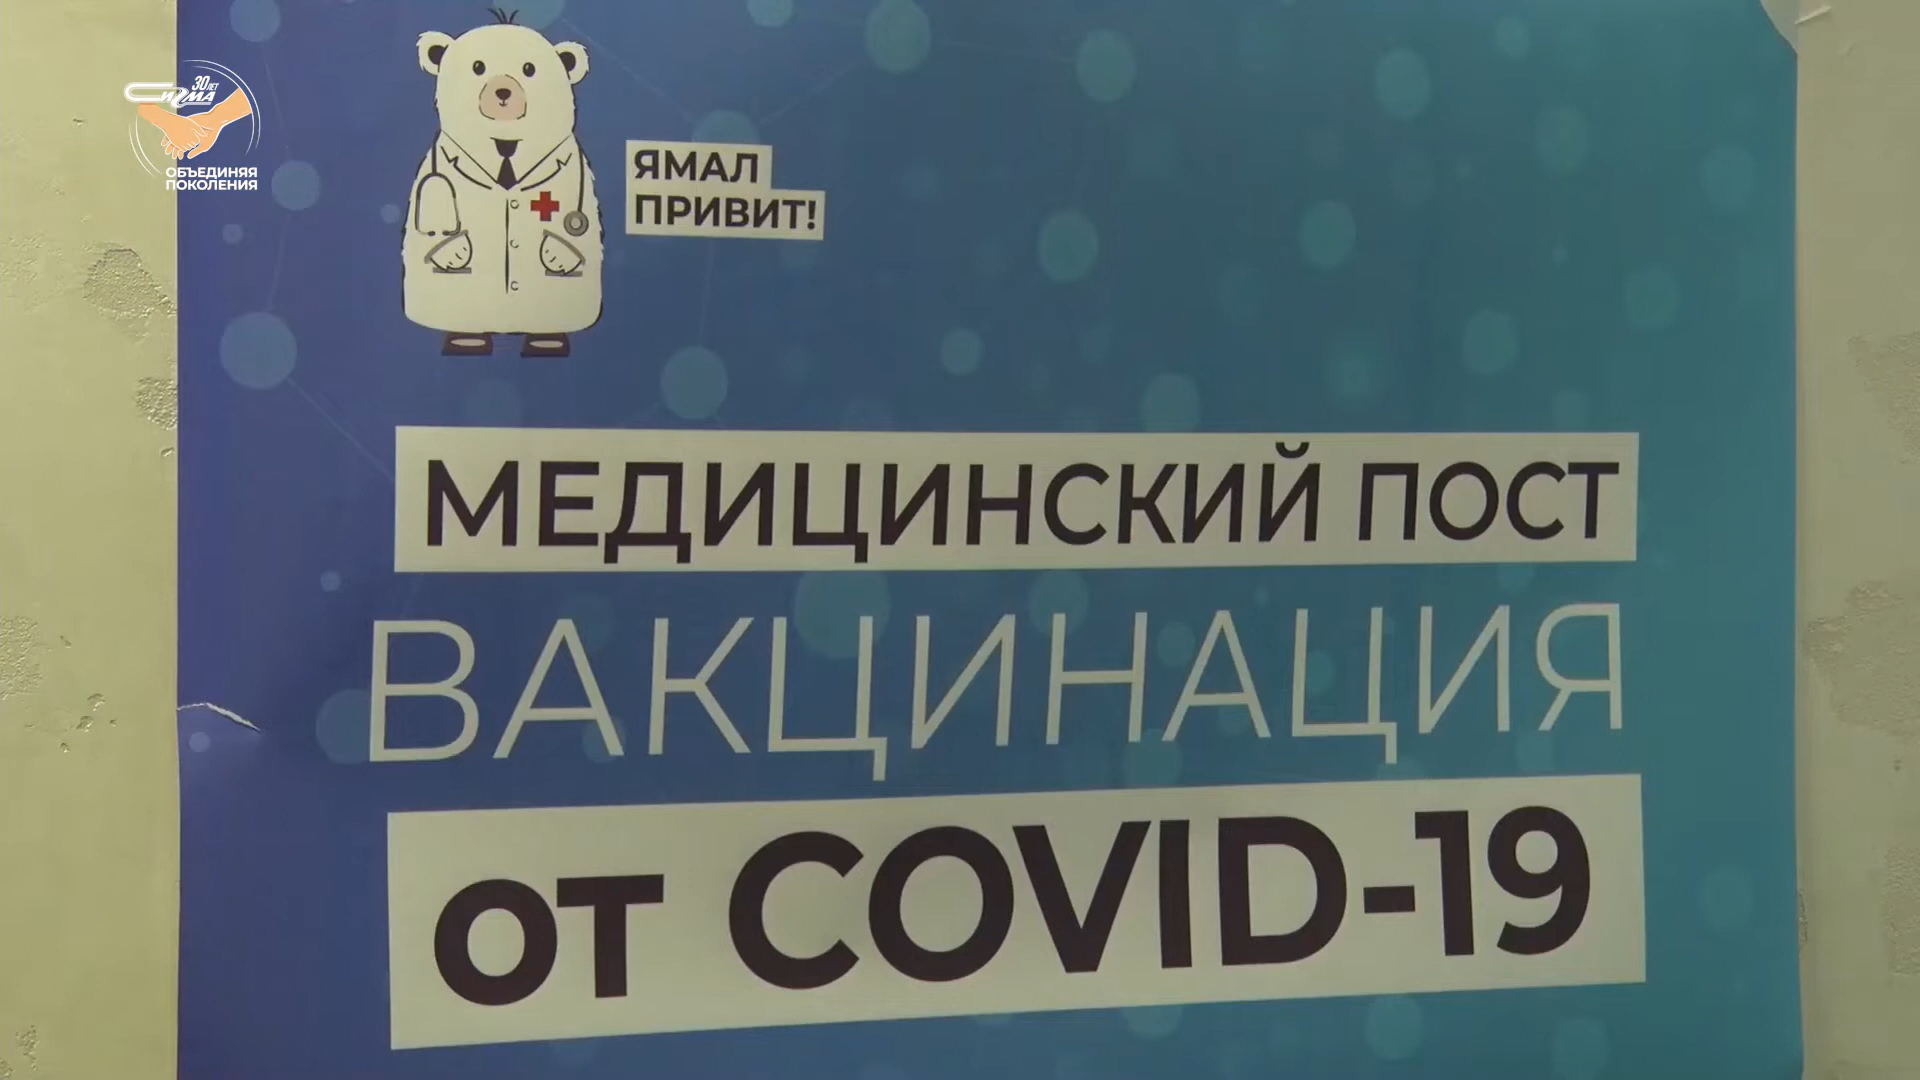 30 ЛЕТ
СИГМА
ОБЪЕДИНЯЯ
ПОКОЛЕНИЯ
ЯМАЛ
ПРИВИТ!
МЕДИЦИНСКИЙ ПОСТ
ВАКЦИНАЦИЯ
от COVID-19